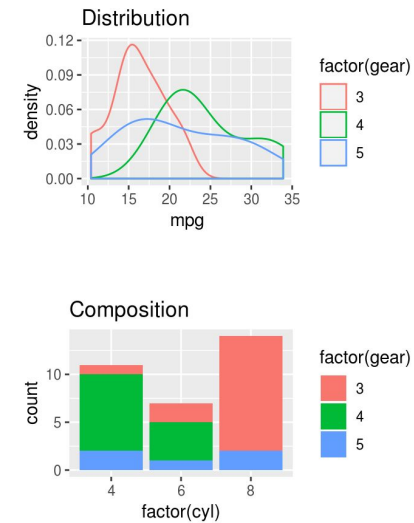 Distribution
0.12
0.09
0.06
0.03
0.00
density
10 15 20 25 30 35
mpg
factor(gear)
3
4
5
Composition
10
5
0
count
4 6 8
factor(cyl)
factor(gear)
3
4
5